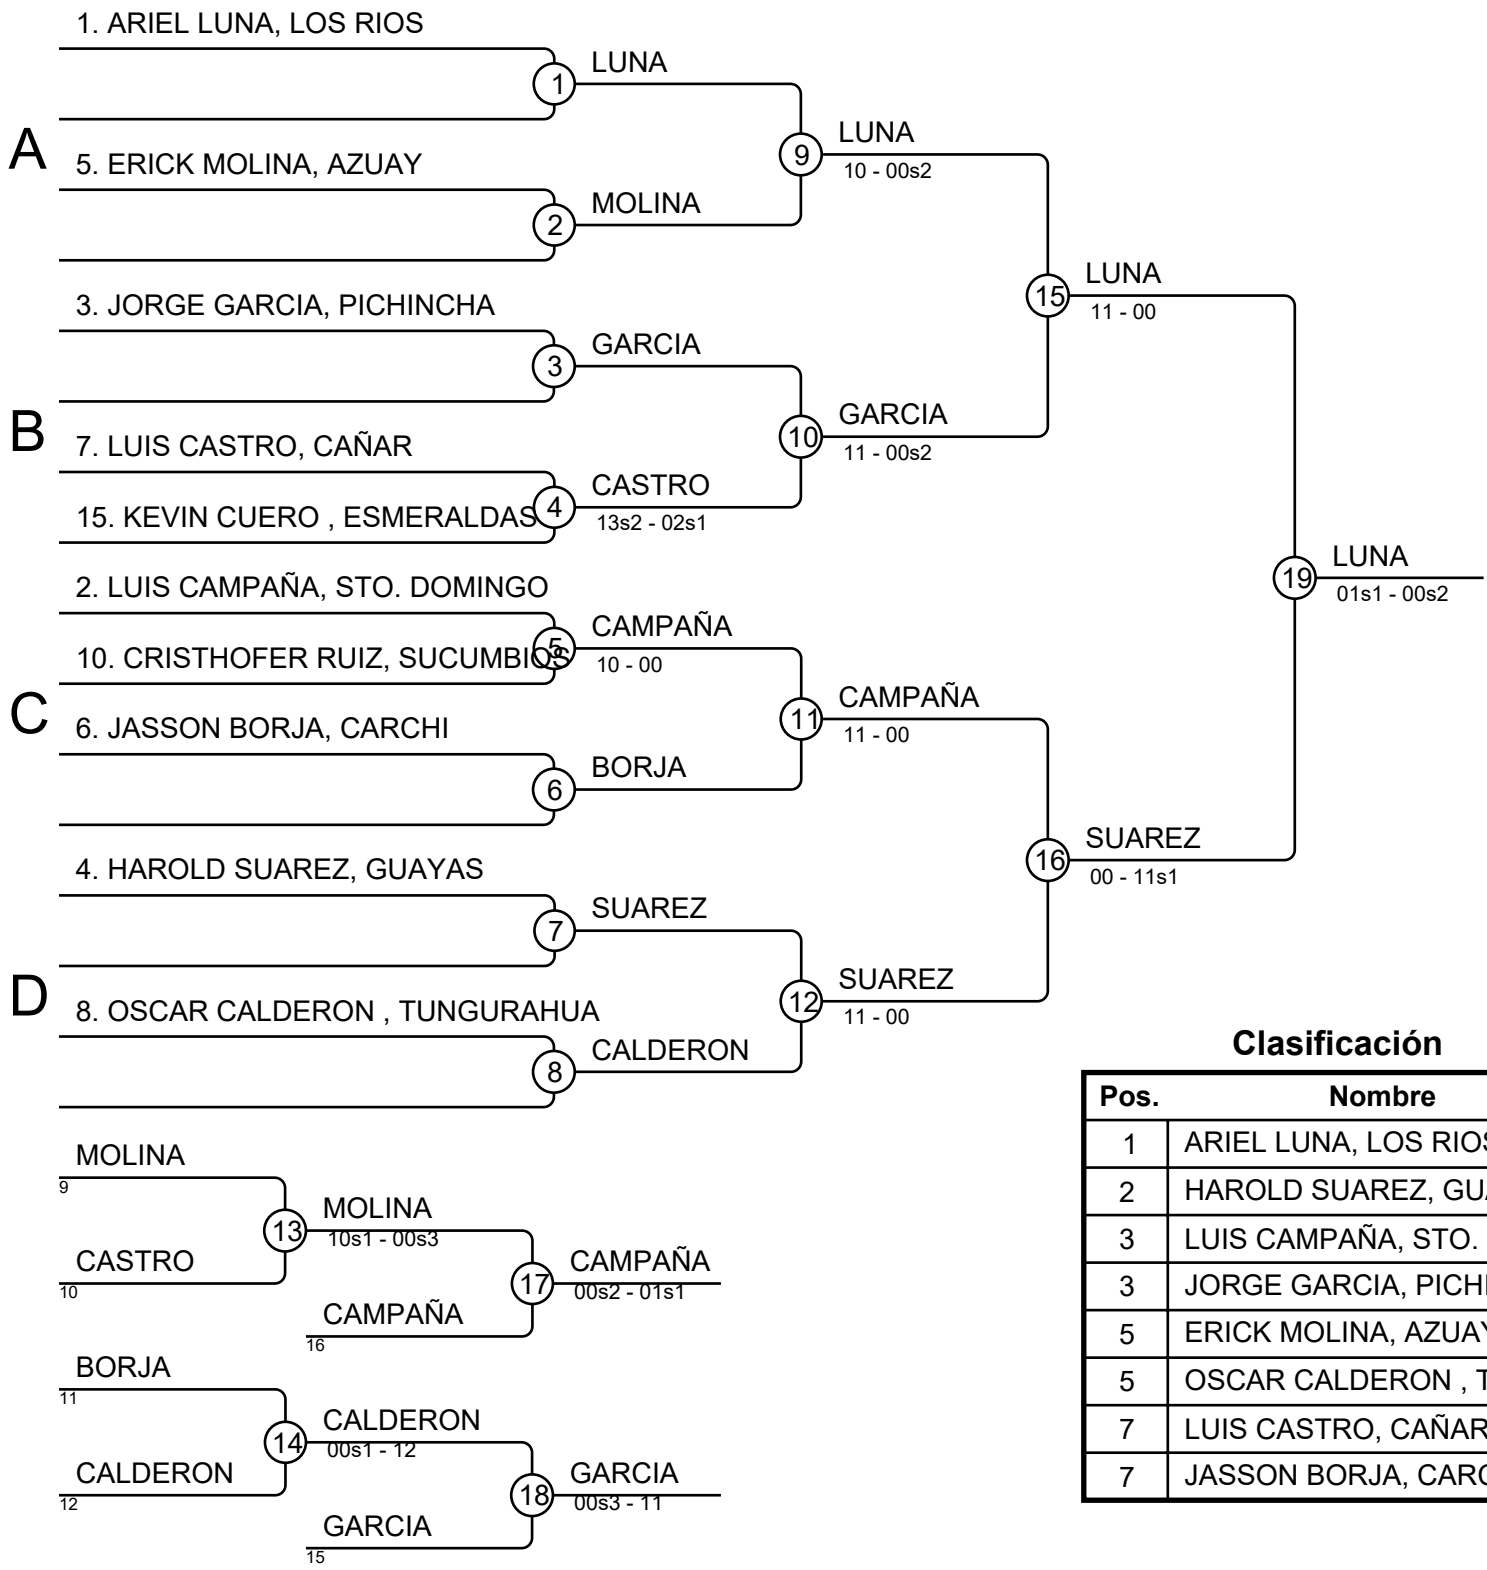 1. ARIEL LUNA, LOS RIOS
1
LUNA
A
5. ERICK MOLINA, AZUAY
2
MOLINA
9
LUNA
10 - 00s2
3. JORGE GARCIA, PICHINCHA
3
GARCIA
B
7. LUIS CASTRO, CAÑAR
15. KEVIN CUERO , ESMERALDAS
4
CASTRO
13s2 - 02s1
10
GARCIA
11 - 00s2
15
LUNA
11 - 00
2. LUIS CAMPAÑA, STO. DOMINGO
10. CRISTHOFER RUIZ, SUCUMBIOS
5
CAMPAÑA
10 - 00
C
6. JASSON BORJA, CARCHI
6
BORJA
11
CAMPAÑA
11 - 00
4. HAROLD SUAREZ, GUAYAS
7
SUAREZ
D
8. OSCAR CALDERON , TUNGURAHUA
8
CALDERON
12
SUAREZ
11 - 00
16
SUAREZ
00 - 11s1
19
LUNA
01s1 - 00s2
MOLINA
9
CASTRO
10
13
MOLINA
10s1 - 00s3
CAMPAÑA
16
17
CAMPAÑA
00s2 - 01s1
BORJA
11
CALDERON
12
14
CALDERON
00s1 - 12
GARCIA
15
18
GARCIA
00s3 - 11
Clasificación
Pos. Nombre
1 ARIEL LUNA, LOS RIOS
2 HAROLD SUAREZ, GUA
3 LUIS CAMPAÑA, STO.
3 JORGE GARCIA, PICHI
5 ERICK MOLINA, AZUAY
5 OSCAR CALDERON , T
7 LUIS CASTRO, CAÑAR
7 JASSON BORJA, CARC